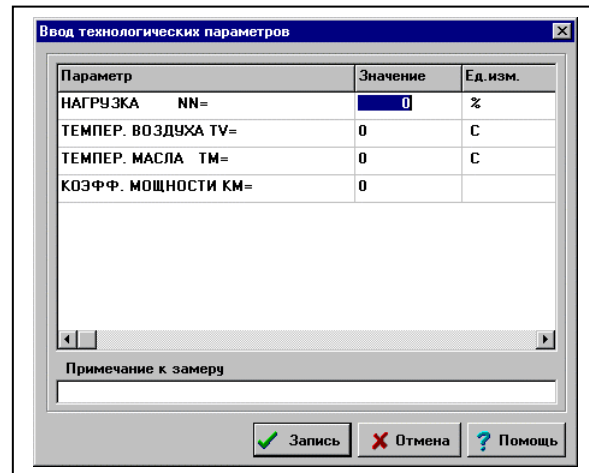 Ввод технологических параметров
Параметр Значение Ед.изм.
НАГРУЗКА NN= 0 %
ТЕМПЕР. ВОЗДУХА TV= 0 С
ТЕМПЕР. МАСЛА TM= 0 С
КОЭФФ. МОЩНОСТИ KM= 0
Примечание к замеру
Запись Отмена ? Помощь